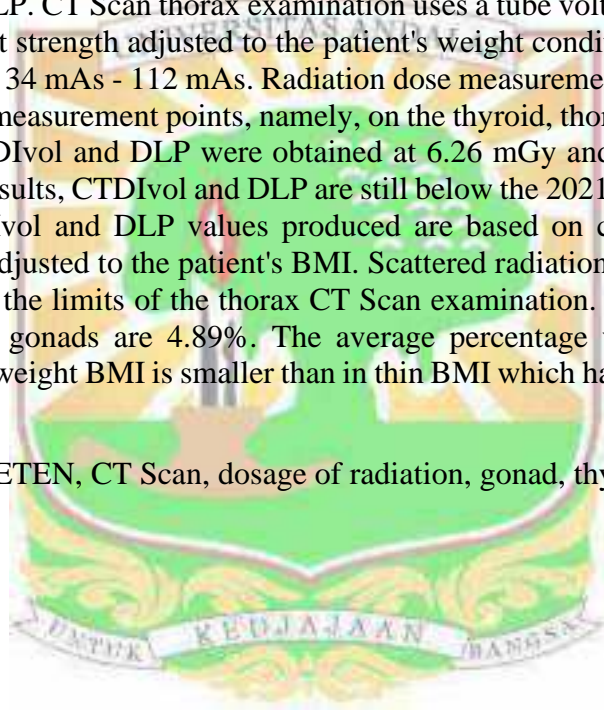 LP. CT Scan thorax examination uses a tube volt
t strength adjusted to the patient's weight condit
34 mAs - 112 mAs. Radiation dose measureme
measurement points, namely, on the thyroid, thor
DIvol and DLP were obtained at 6.26 mGy and
sults, CTDIvol and DLP are still below the 2021
Ivol and DLP values produced are based on c
djusted to the patient's BMI. Scattered radiation
the limits of the thorax CT Scan examination.
gonads are 4.89%. The average percentage
weight BMI is smaller than in thin BMI which ha
ETEN, CT Scan, dosage of radiation, gonad, thy
UNIVERSITAS ANDAL
UNTUK KEDJAJAAN BANGSA